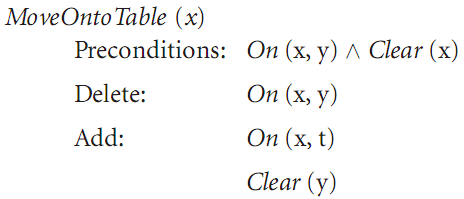 MoveOntoTable (x)
Preconditions: On (x, y) ∧ Clear (x)
Delete: On (x, y)
Add: On (x, t)
Clear (y)